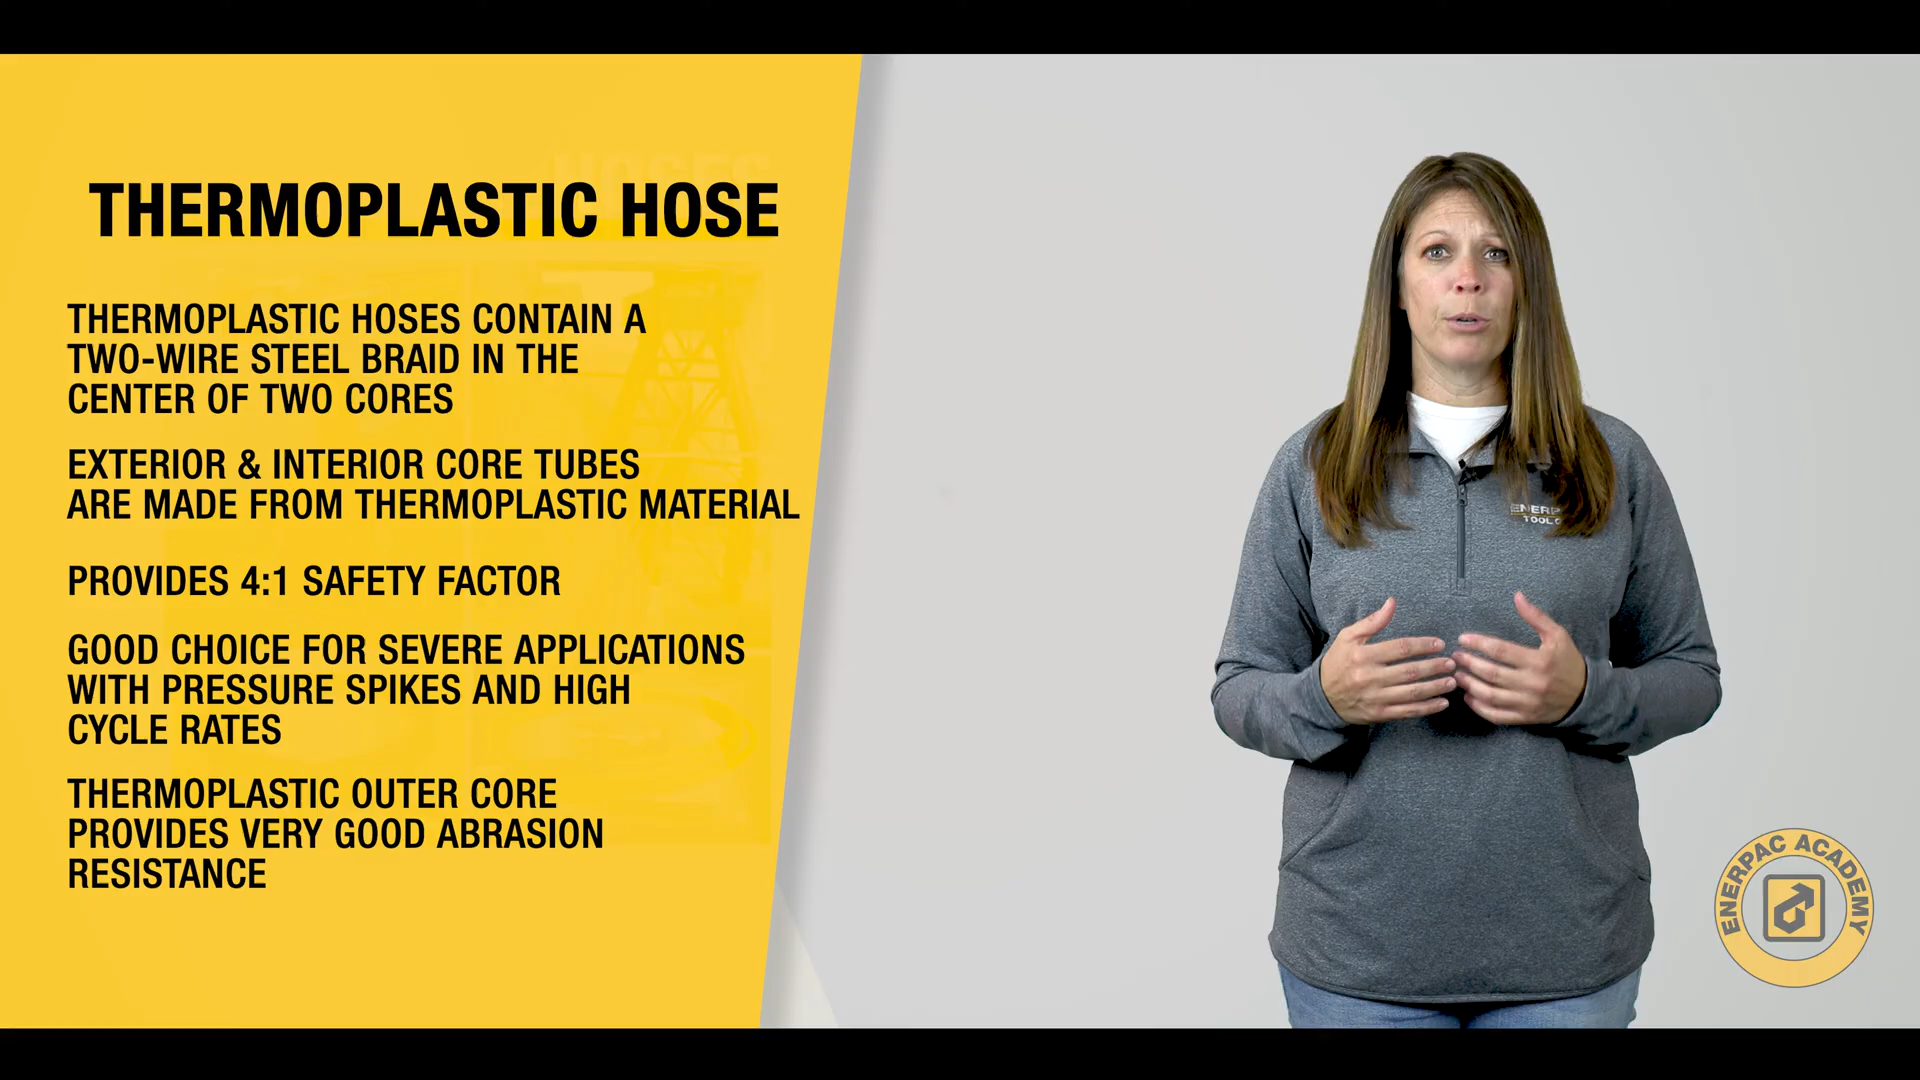 THERMOPLASTIC HOSE
THERMOPLASTIC HOSES CONTAIN A
TWO-WIRE STEEL BRAID IN THE
CENTER OF TWO CORES
EXTERIOR & INTERIOR CORE TUBES
ARE MADE FROM THERMOPLASTIC MATERIAL
PROVIDES 4:1 SAFETY FACTOR
GOOD CHOICE FOR SEVERE APPLICATIONS
WITH PRESSURE SPIKES AND HIGH
CYCLE RATES
THERMOPLASTIC OUTER CORE
PROVIDES VERY GOOD ABRASION
RESISTANCE
HOSES
TOOL
ENERPAC ACADEMY